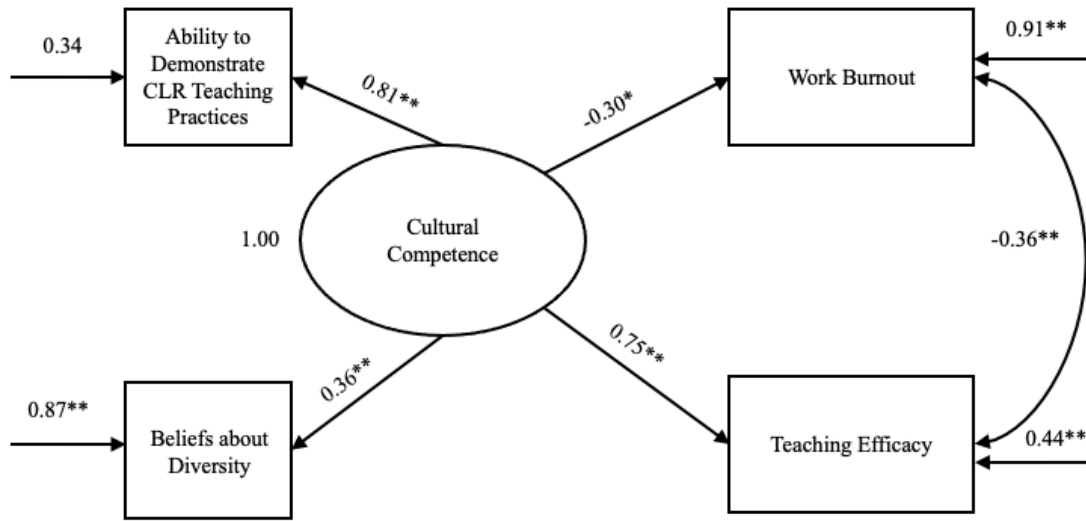 0.34
Ability to
Demonstrate
CLR Teaching
Practices
0.81**
-0.30*
Work Burnout
0.91**
1.00
Cultural
Competence
-0.36**
0.87**
Beliefs about
Diversity
0.36**
0.75**
Teaching Efficacy
0.44**